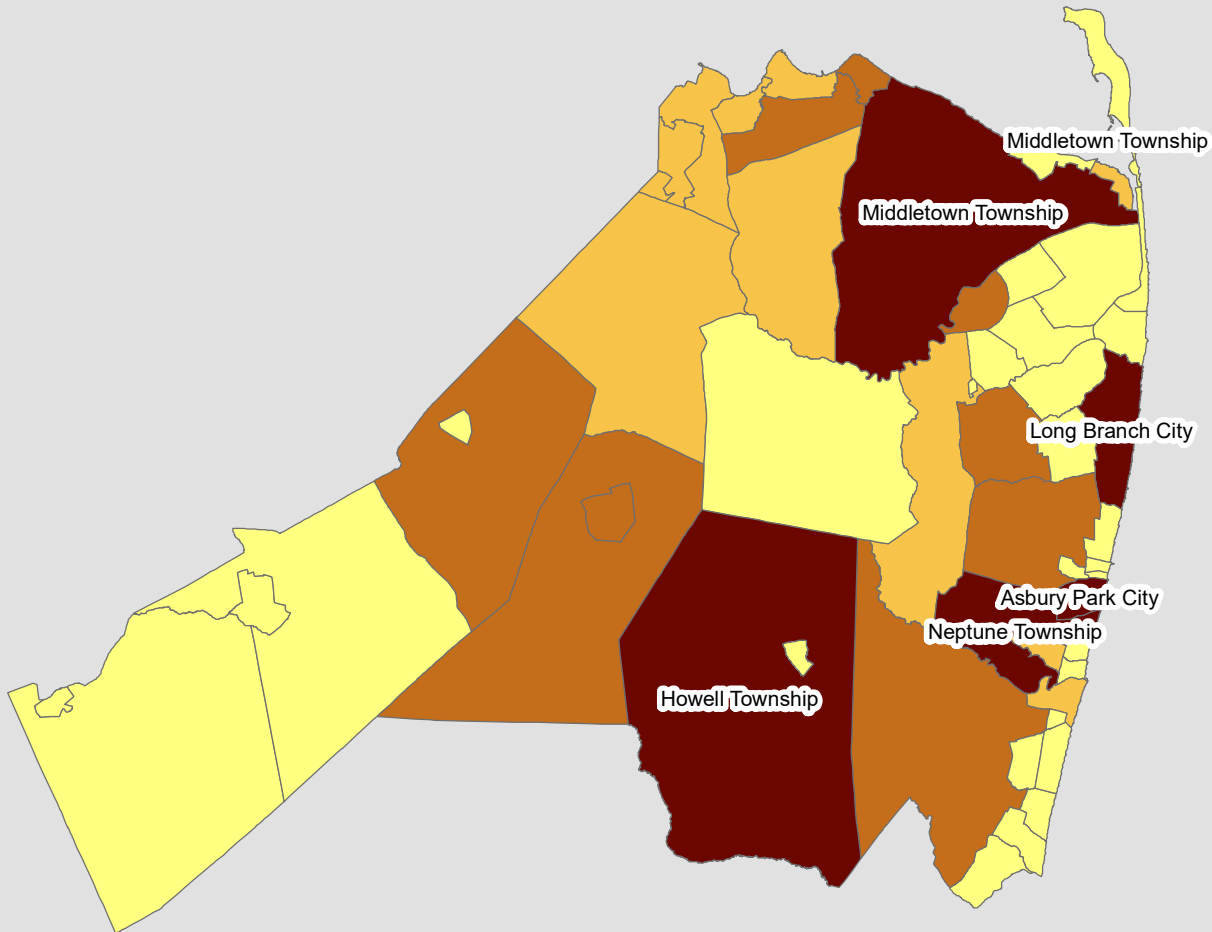 Middletown Township
Middletown Township
Long Branch City
Asbury Park City
Neptune Township
Howell Township